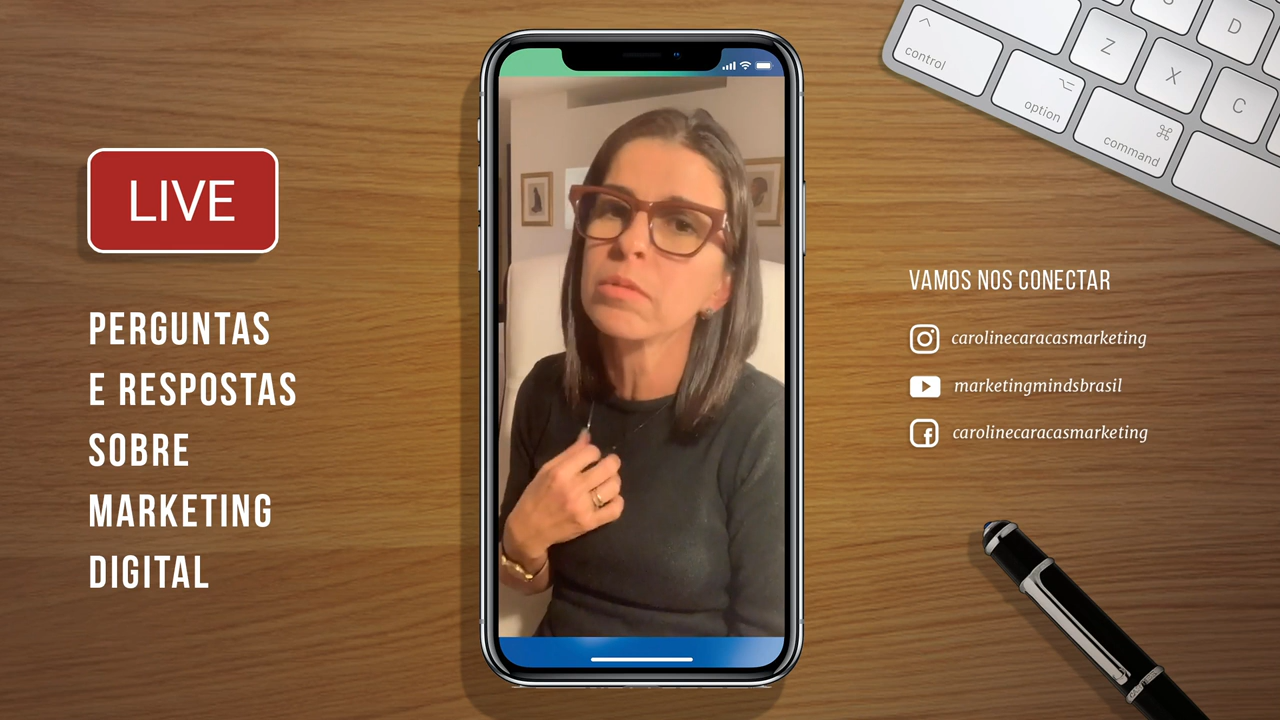 LIVE
PERGUNTAS
E RESPOSTAS
SOBRE
MARKETING
DIGITAL
VAMOS NOS CONECTAR
carolinecaracasmarketing
marketingmindsbrasil
carolinecaracasmarketing
control
option
command
Z
X
C
S
D